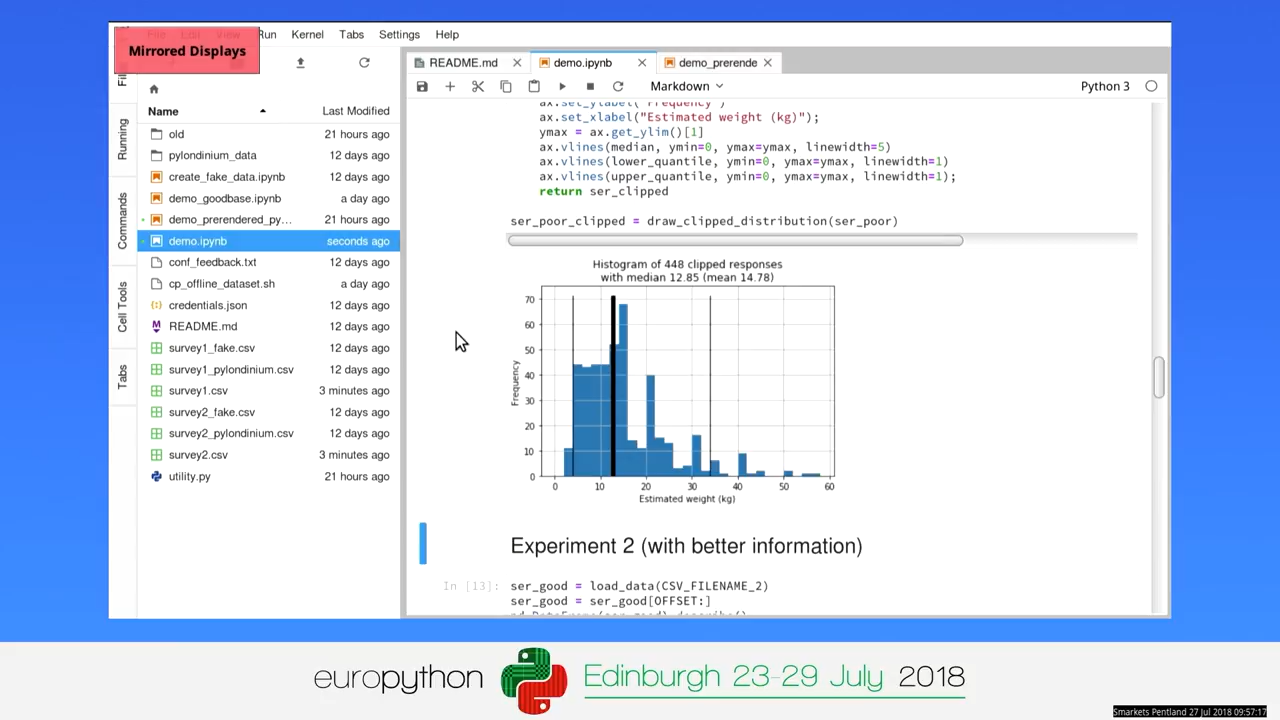 Run Kernel Tabs Settings Help
Mirrored Displays
README.md
demo.ipynb
demo_prerende
Markdown
Python 3
Running
Commands
Cell Tools
Tabs
Name Last Modified
old 21 hours ago
pylondinium_data 12 days ago
create_fake_data.ipynb 12 days ago
demo_goodbase.ipynb a day ago
demo_prerendered_py... 21 hours ago
demo.ipynb seconds ago
conf_feedback.txt 12 days ago
cp_offline_dataset.sh a day ago
credentials.json 12 days ago
README.md 12 days ago
survey1_fake.csv 12 days ago
survey1_pylondinium.csv 12 days ago
survey1.csv 3 minutes ago
survey2_fake.csv 12 days ago
survey2_pylondinium.csv 12 days ago
survey2.csv 3 minutes ago
utility.py 21 hours ago
ax.set_ylabel("Frequency")
ax.set_xlabel("Estimated weight (kg)");
ymax = ax.get_ylim()[1]
ax.vlines(median, ymin=0, ymax=ymax, linewidth=5)
ax.vlines(lower_quantile, ymin=0, ymax=ymax, linewidth=1)
ax.vlines(upper_quantile, ymin=0, ymax=ymax, linewidth=1);
return ser_clipped
ser_poor_clipped = draw_clipped_distribution(ser_poor)
Histogram of 448 clipped responses
with median 12.85 (mean 14.78)
Frequency
70
60
50
40
30
20
10
0
0 10 20 30 40 50 60
Estimated weight (kg)
Experiment 2 (with better information)
In [13]: ser_good = load_data(CSV_FILENAME_2)
ser_good = ser_good[OFFSET:]
pd.DataFrame(ser_good).describe()
europython Edinburgh 23-29 July 2018
Smarkets Pentland 27 Jul 2018 09:57:17